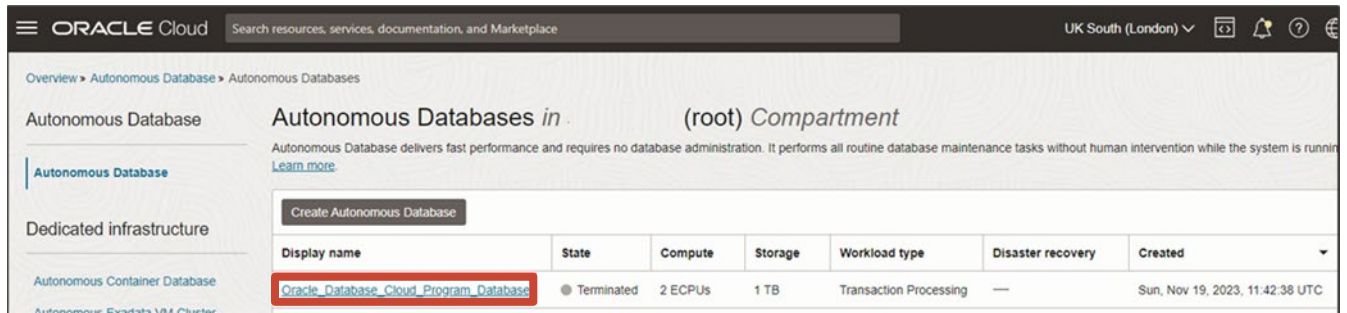 ORACLE Cloud
Search resources, services, documentation, and Marketplace
UK South (London)
Overview » Autonomous Database » Autonomous Databases
Autonomous Database
Autonomous Database
Dedicated infrastructure
Autonomous Container Database
Autonomous Exadata VM Cluster
Autonomous Databases in (root) Compartment
Autonomous Database delivers fast performance and requires no database administration. It performs all routine database maintenance tasks without human intervention while the system is runnin
Learn more.
Create Autonomous Database
Display name State Compute Storage Workload type Disaster recovery Created
Oracle_Database_Cloud_Program_Database Terminated 2 ECPUs 1 TB Transaction Processing — Sun, Nov 19, 2023, 11:42:38 UTC